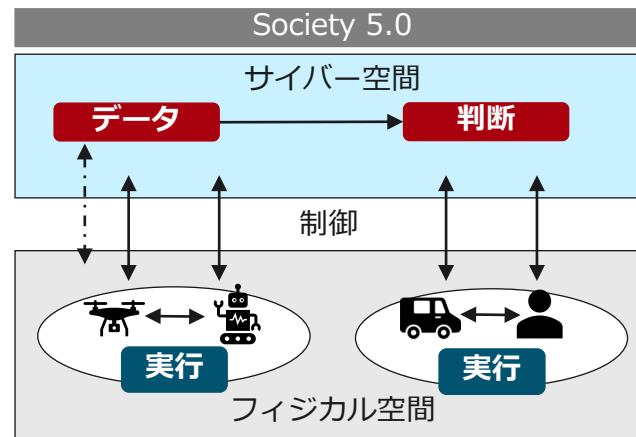 Society 5.0
サイバー空間
データ
判断
制御
実行
実行
フィジカル空間